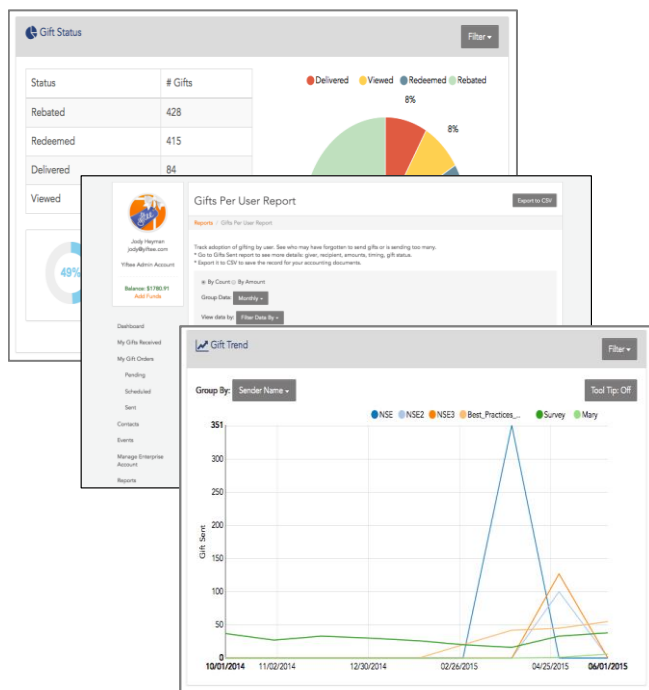 Gift Status
Filter
Status # Gifts
Rebated 428
Redeemed 415
Delivered 84
Viewed
Delivered Viewed Redeemed Rebated
8%
8%
49%
Yiftee
Jody Heyman
jody@yiftee.com
Yiftee Admin Account
Balance: $1780.91
Add Funds
Dashboard
My Gifts Received
My Gift Orders
Pending
Scheduled
Sent
Contacts
Events
Manage Enterprise
Account
Reports
Gifts Per User Report
Export to CSV
Reports / Gifts Per User Report
Track adoption of gifting by user. See who may have forgotten to send gifts or is sending too many.
* Go to Gifts Sent report to see more details: giver, recipient, amounts, timing, gift status.
* Export it to CSV to save the record for your accounting documents.
By Count By Amount
Group Data: Monthly
View data by: Filter Data By
Gift Trend
Filter
Group By: Sender Name
Tool Tip: Off
NSE NSE2 NSE3 Best_Practices_... Survey Mary
351
300
250
200
150
100
50
0
Gift Sent
10/01/2014 11/02/2014 12/30/2014 02/26/2015 04/25/2015 06/01/2015